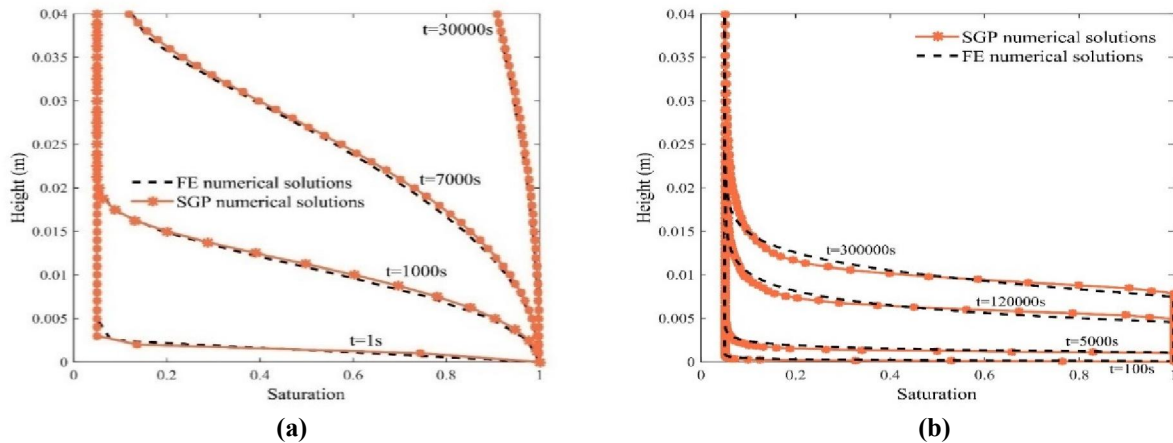 0.04
0.035
0.03
0.025
0.02
0.015
0.01
0.005
0
Height (m)
t=30000s
t=7000s
FE numerical solutions
SGP numerical solutions
t=1000s
t=1s
0 0.2 0.4 0.6 0.8 1
Saturation
(a)
0.04
0.035
0.03
0.025
0.02
0.015
0.01
0.005
0
Height (m)
SGP numerical solutions
FE numerical solutions
t=300000s
t=120000s
t=5000s
t=100s
0 0.2 0.4 0.6 0.8 1
Saturation
(b)